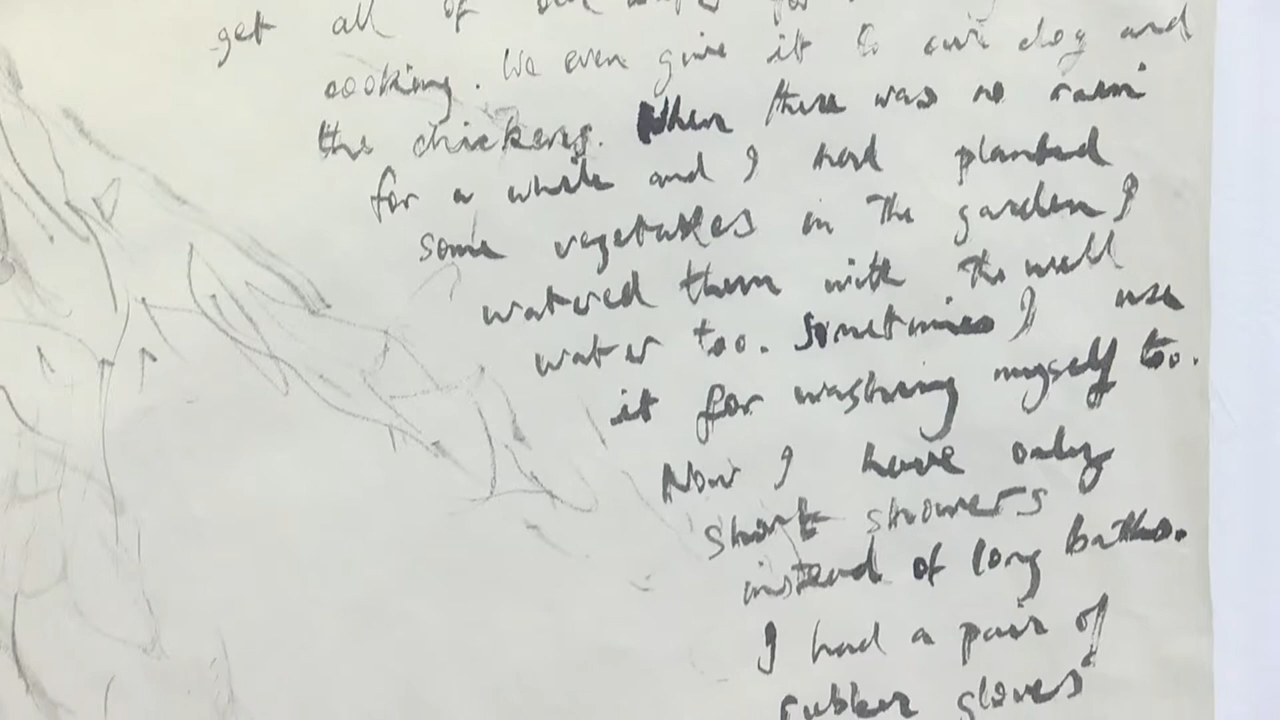 get all of our water for
cooking. We even give it to our dog and
the chickens. When there was no rain
for a while and I had planted
some vegetables in the garden I
watered them with the well
water too. Sometimes I use
it for washing myself too.
Now I have only
short showers
instead of long baths.
I had a pair of
rubber gloves